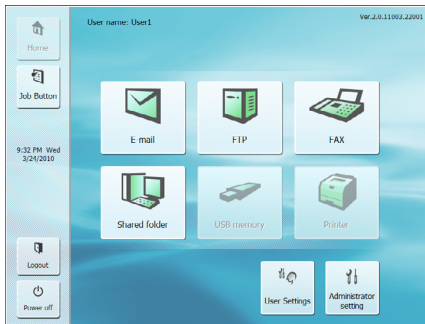 User name: User1
Ver.2.0.11003.22001
Home
Job Button
9:32 PM Wed
3/24/2010
E-mail
FTP
FAX
Shared folder
USB memory
Printer
Logout
Power off
User Settings
Administrator
setting